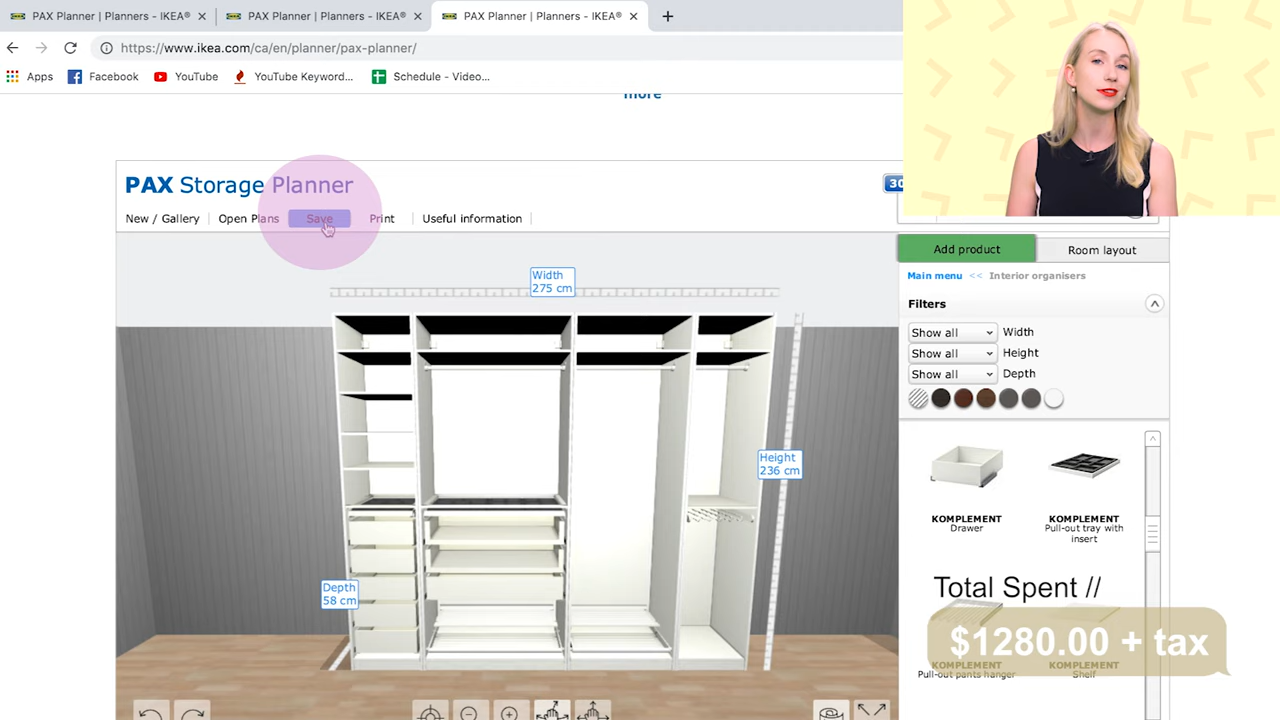 PAX Planner | Planners - IKEA®
PAX Planner | Planners - IKEA®
PAX Planner | Planners - IKEA®
https://www.ikea.com/ca/en/planner/pax-planner/
Apps
Facebook
YouTube
YouTube Keyword...
Schedule - Video...
more
PAX Storage Planner
New / Gallery
Open Plans
Save
Print
Useful information
Add product
Room layout
Main menu << Interior organisers
Filters
Show all
Width
Show all
Height
Show all
Depth
Width
275 cm
Height
236 cm
Depth
58 cm
KOMPLEMENT
Drawer
KOMPLEMENT
Pull-out tray with
insert
Total Spent //
$1280.00 + tax
KOMPLEMENT
Pull-out pants hanger
KOMPLEMENT
Shelf